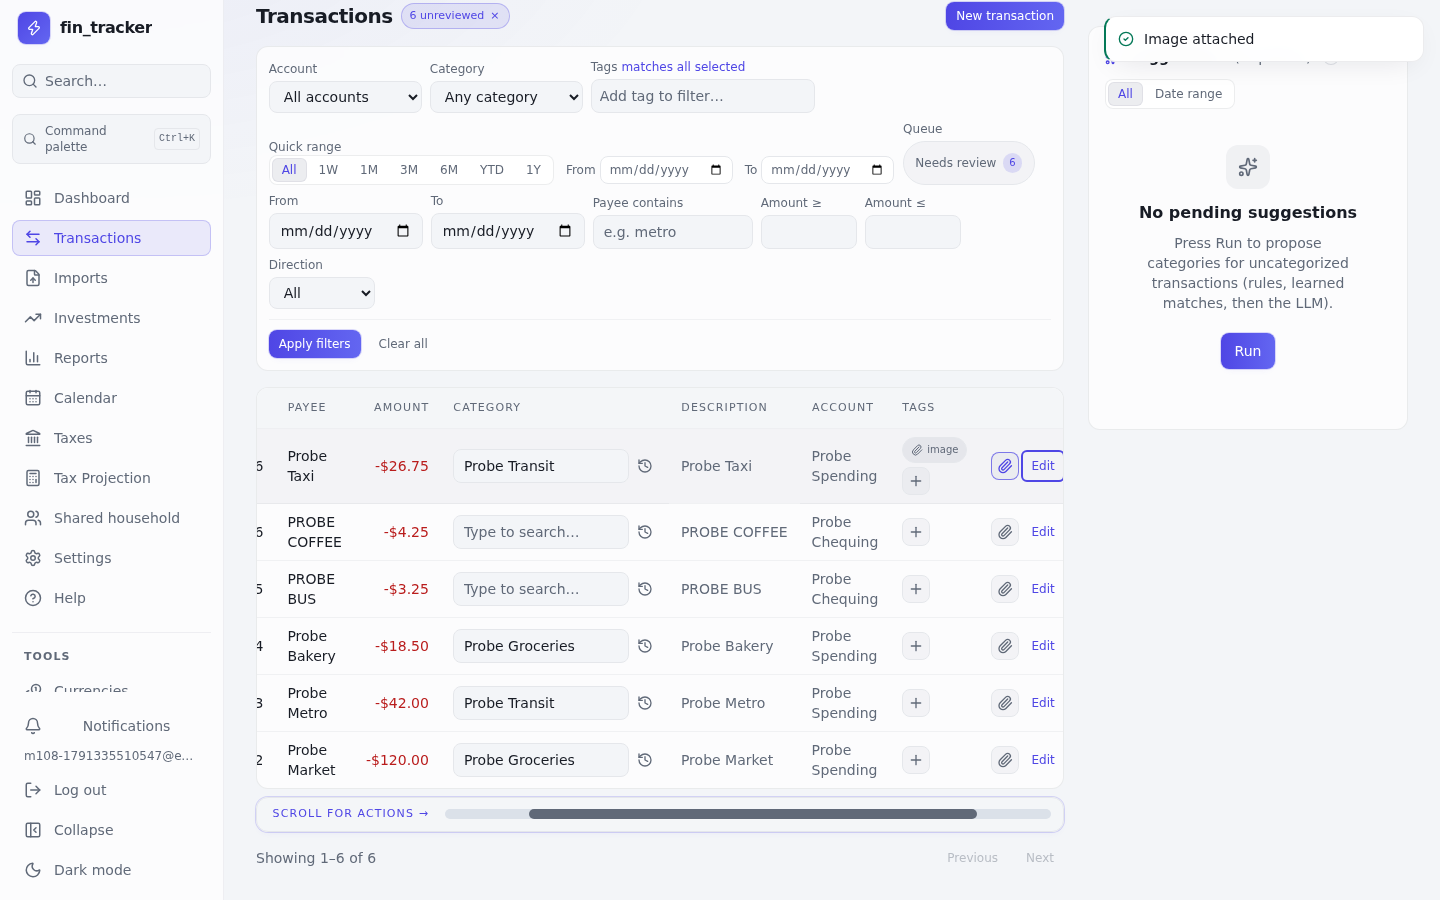 fin_tracker
Search...
Command palette
Ctrl+K
Dashboard
Transactions
Imports
Investments
Reports
Calendar
Taxes
Tax Projection
Shared household
Settings
Help
TOOLS
Currencies
Notifications
m108-1791335510547@e...
Log out
Collapse
Dark mode
Transactions
6 unreviewed ×
New transaction
Account
Category
Tags matches all selected
All accounts
Any category
Add tag to filter...
Quick range
All 1W 1M 3M 6M YTD 1Y
From mm/dd/yyyy
To mm/dd/yyyy
Queue
Needs review 6
From
To
Payee contains
Amount ≥
Amount ≤
mm/dd/yyyy
mm/dd/yyyy
e.g. metro
Direction
All
Apply filters
Clear all
PAYEE AMOUNT CATEGORY DESCRIPTION ACCOUNT TAGS
6 Probe Taxi -$26.75 Probe Transit Probe Taxi Probe Spending image + Edit
6 PROBE COFFEE -$4.25 Type to search... PROBE COFFEE Probe Chequing + Edit
5 PROBE BUS -$3.25 Type to search... PROBE BUS Probe Chequing + Edit
4 Probe Bakery -$18.50 Probe Groceries Probe Bakery Probe Spending + Edit
3 Probe Metro -$42.00 Probe Transit Probe Metro Probe Spending + Edit
2 Probe Market -$120.00 Probe Groceries Probe Market Probe Spending + Edit
SCROLL FOR ACTIONS →
Showing 1–6 of 6
Previous
Next
Image attached
All
Date range
No pending suggestions
Press Run to propose
categories for uncategorized
transactions (rules, learned
matches, then the LLM).
Run